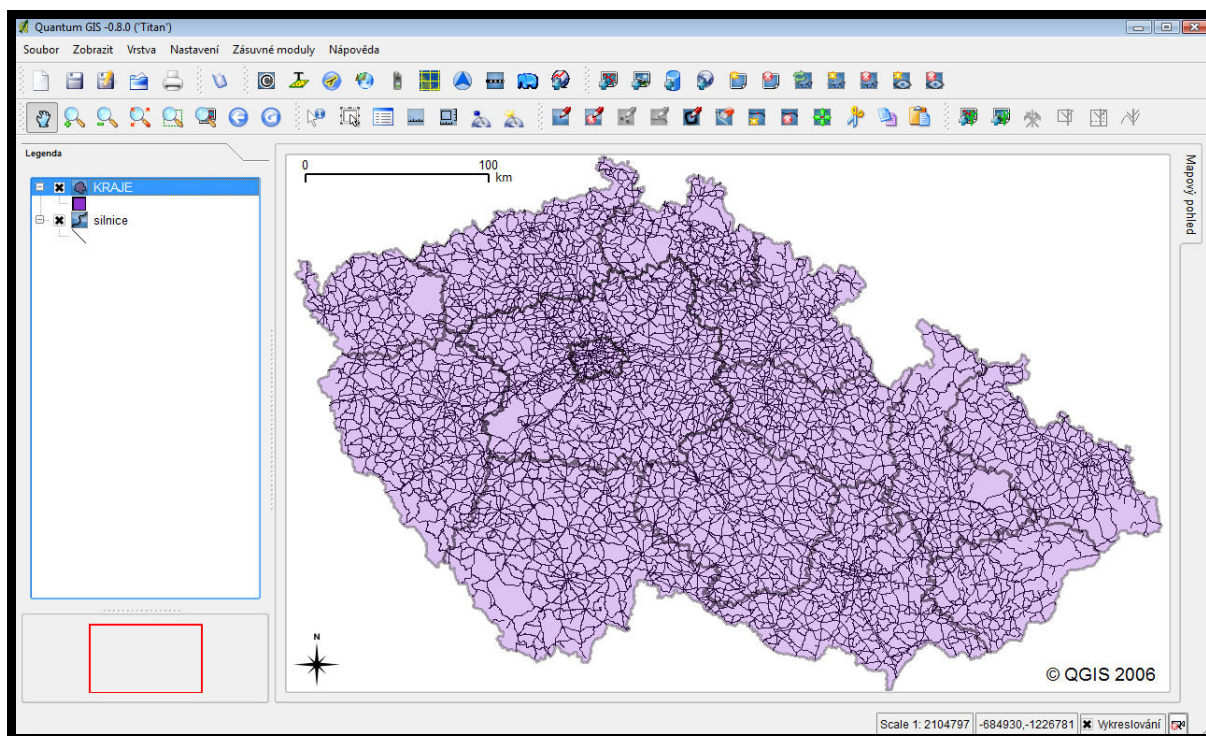 Quantum GIS -0.8.0 ('Titan')
Soubor Zobrazit Vrstva Nastavení Zásuvné moduly Nápověda
Legenda
KRAJE
silnice
0 100
km
Mapový pohled
N
© QGIS 2006
Scale 1: 2104797 -684930,-1226781 Vykreslování